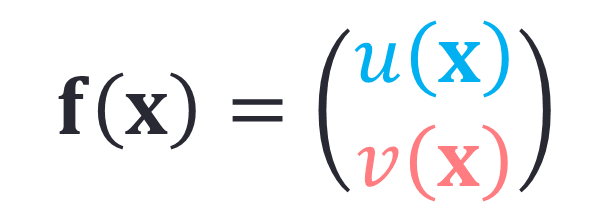 𝐟(𝐱) = (𝑢(𝐱)
𝑣(𝐱))